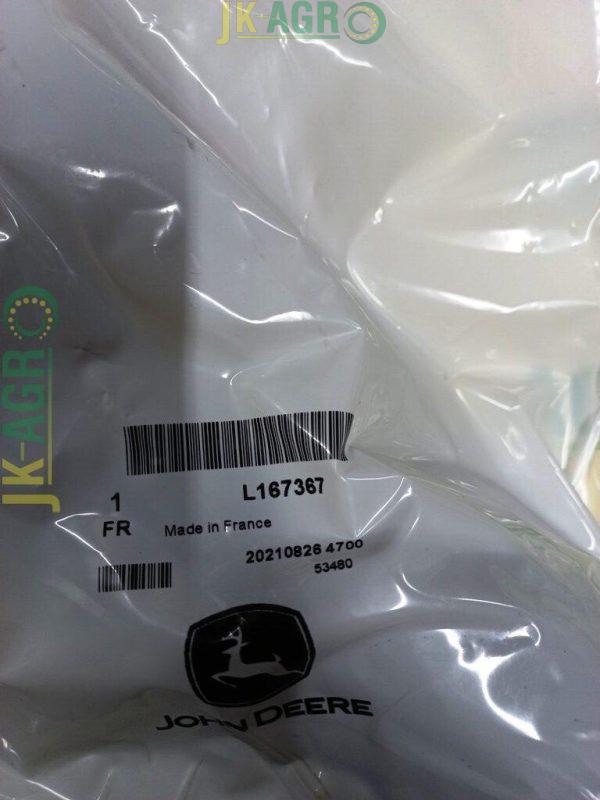 JK-AGRO
JK-AGRO
L167367
1
FR Made in France
20210826 4700
53480
JOHN DEERE